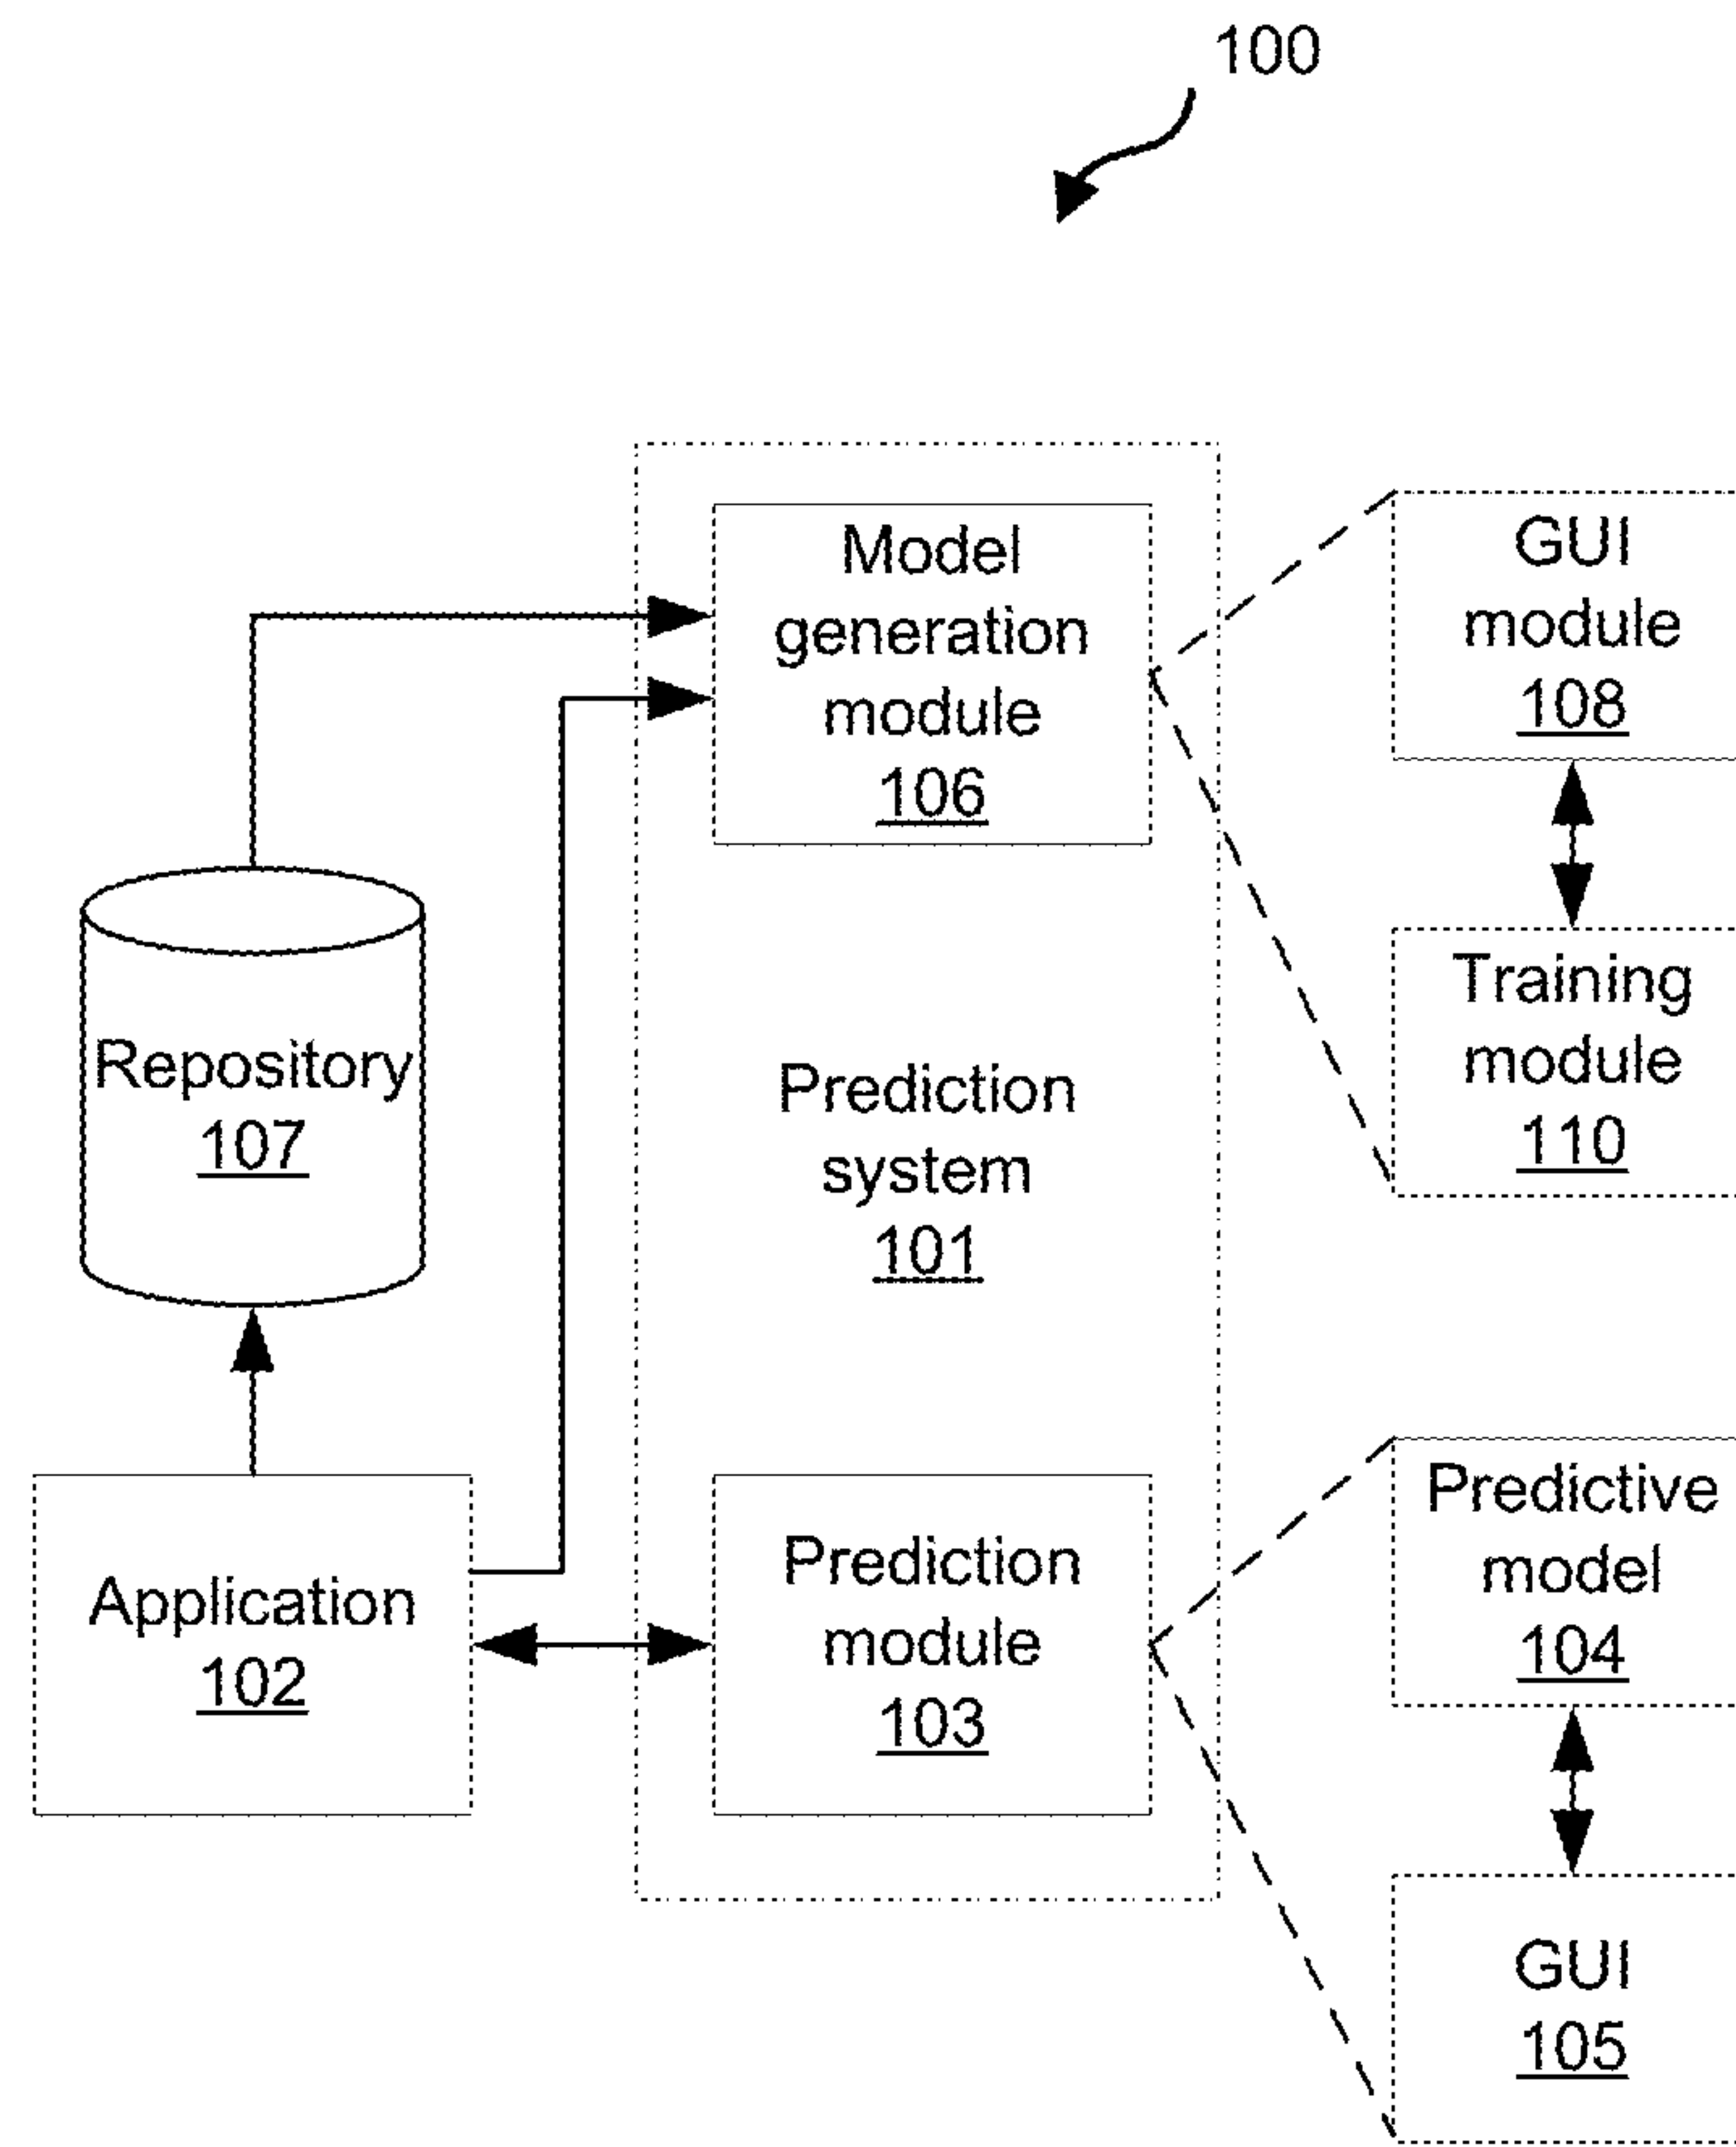 100
Model
generation
module
106
GUI
module
108
Training
module
110
Repository
107
Prediction
system
101
Application
102
Prediction
module
103
Predictive
model
104
GUI
105